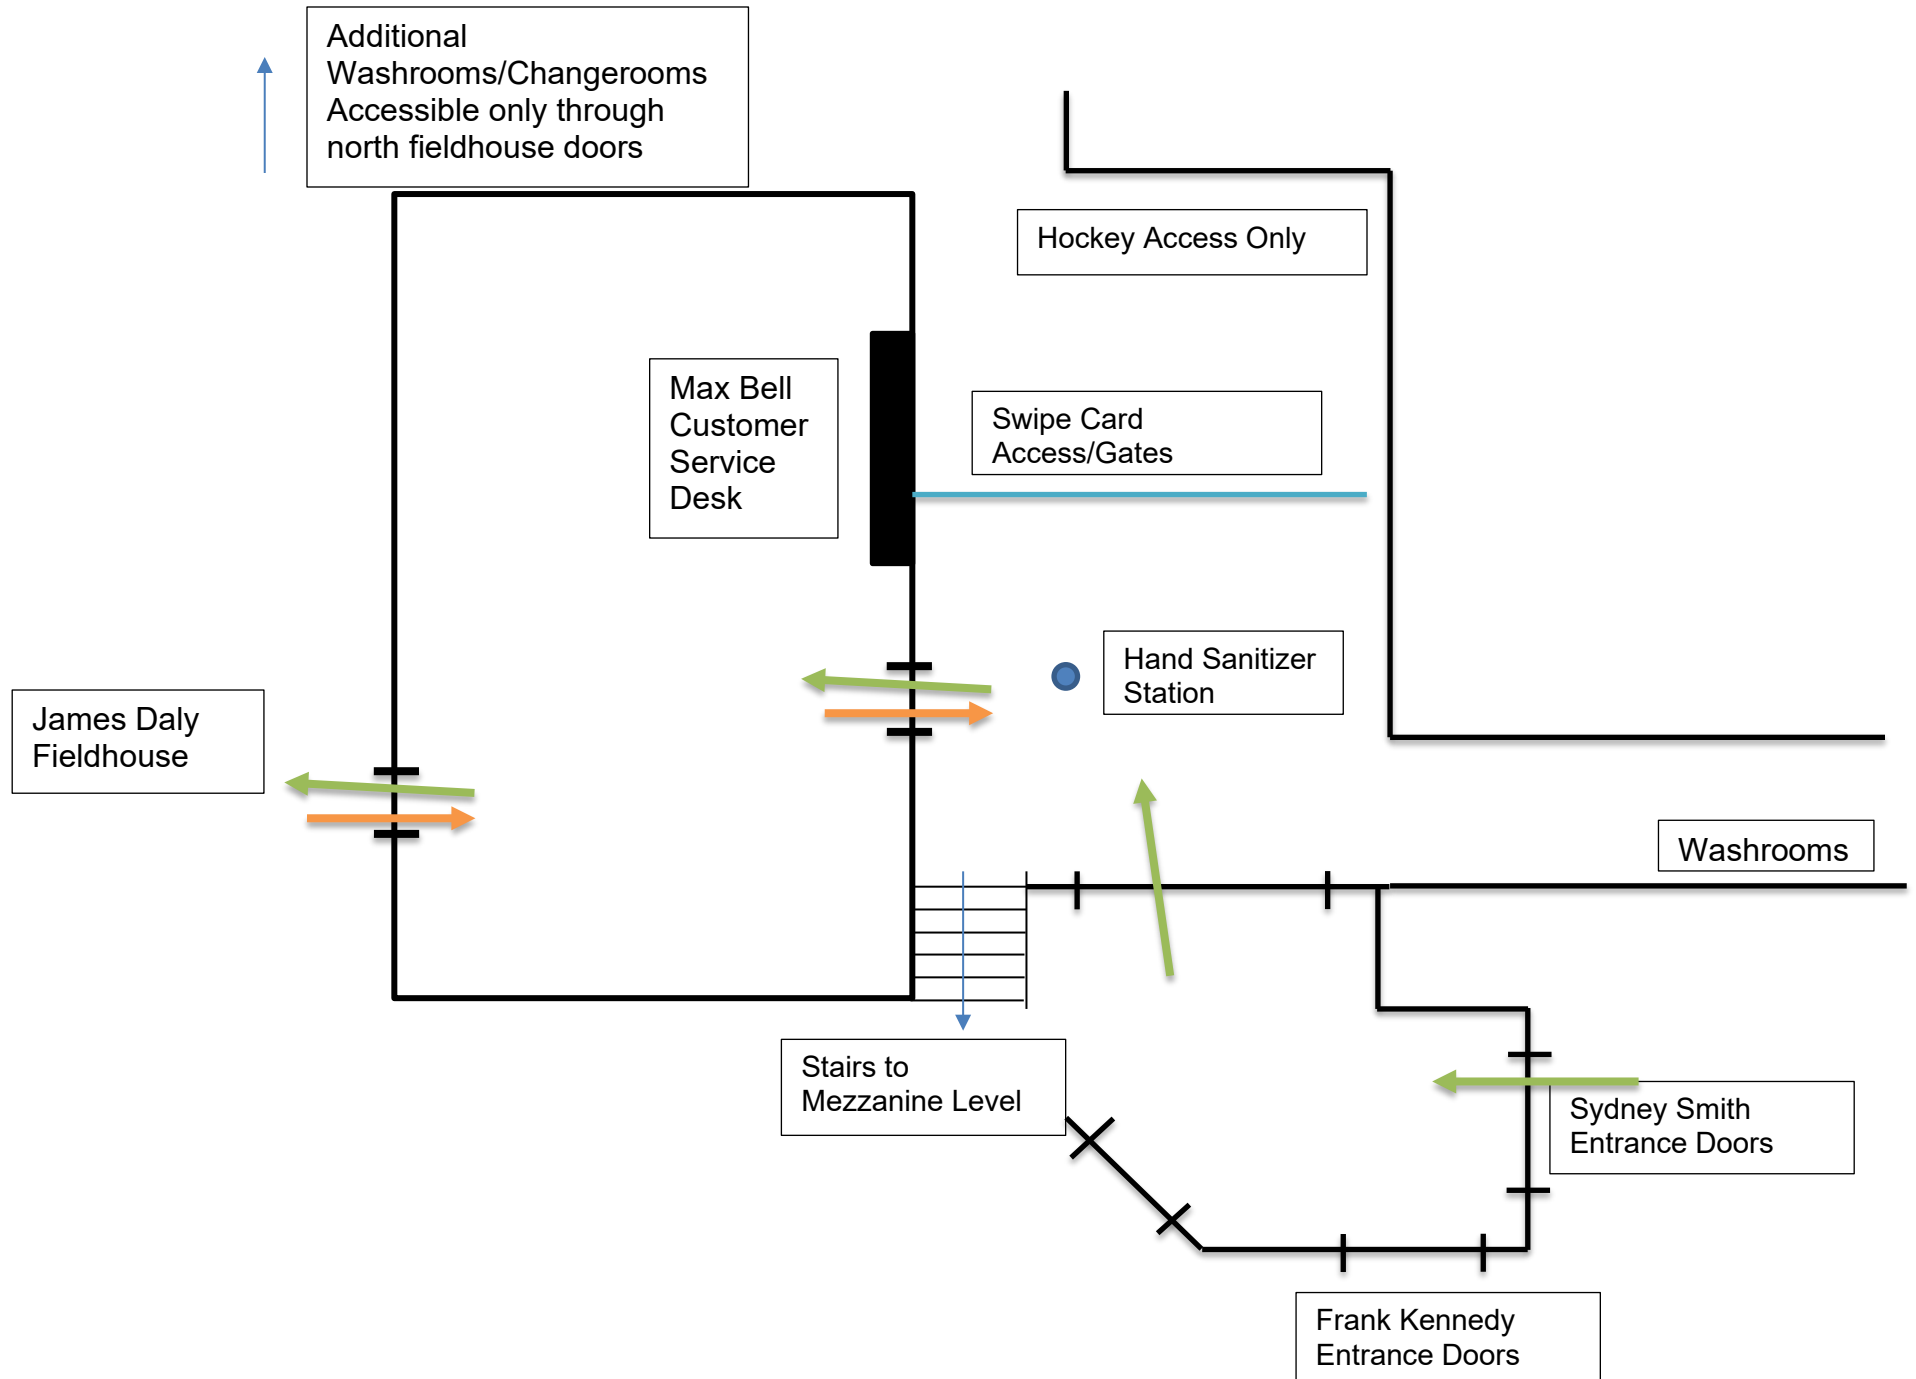 Additional
Washrooms/Changerooms
Accessible only through
north fieldhouse doors
Hockey Access Only
Max Bell
Customer
Service
Desk
Swipe Card
Access/Gates
Hand Sanitizer
Station
James Daly
Fieldhouse
Washrooms
Stairs to
Mezzanine Level
Sydney Smith
Entrance Doors
Frank Kennedy
Entrance Doors